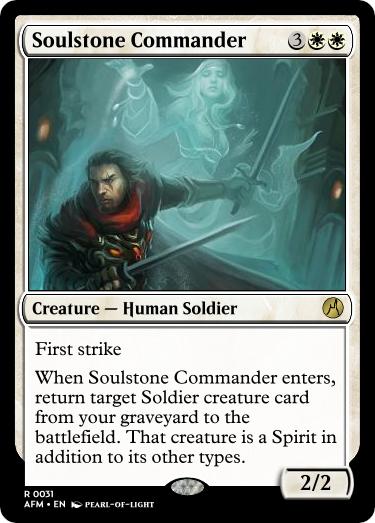 Soulstone Commander 3
Creature — Human Soldier
First strike
When Soulstone Commander enters,
return target Soldier creature card
from your graveyard to the
battlefield. That creature is a Spirit in
addition to its other types.
2/2
R 0031
AFM • EN PEARL-OF-LIGHT